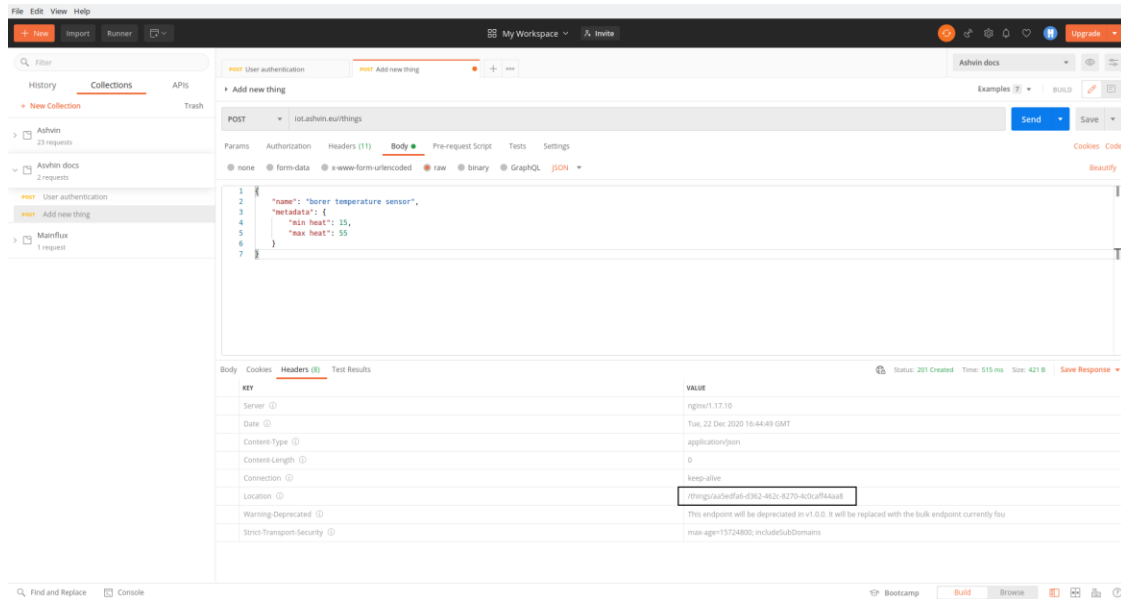 File Edit View Help
+ New Import Runner My Workspace Invite Upgrade
Filter
History Collections APIs
+ New Collection Trash
Ashvin
23 requests
Asvhin docs
2 requests
POST User authentication
POST Add new thing
Mainflux
1 request
POST User authentication POST Add new thing + ••• Ashvin docs
Add new thing Examples 7 BUILD
POST iot.ashvin.eu//things Send Save
Params Authorization Headers (11) Body Pre-request Script Tests Settings Cookies Code
none form-data x-www-form-urlencoded raw binary GraphQL JSON Beautify
1 {
2 "name": "borer temperature sensor",
3 "metadata": {
4 "min heat": 15,
5 "max heat": 55
6 }
7 }
Body Cookies Headers (8) Test Results Status: 201 Created Time: 515 ms Size: 421 B Save Response
KEY VALUE
Server nginx/1.17.10
Date Tue, 22 Dec 2020 16:44:49 GMT
Content-Type application/json
Content-Length 0
Connection keep-alive
Location /things/aa5edfa6-d362-462c-8270-4c0caff44aa8
Warning-Deprecated This endpoint will be depreciated in v1.0.0. It will be replaced with the bulk endpoint currently fou
Strict-Transport-Security max-age=15724800; includeSubDomains
Find and Replace Console Bootcamp Build Browse